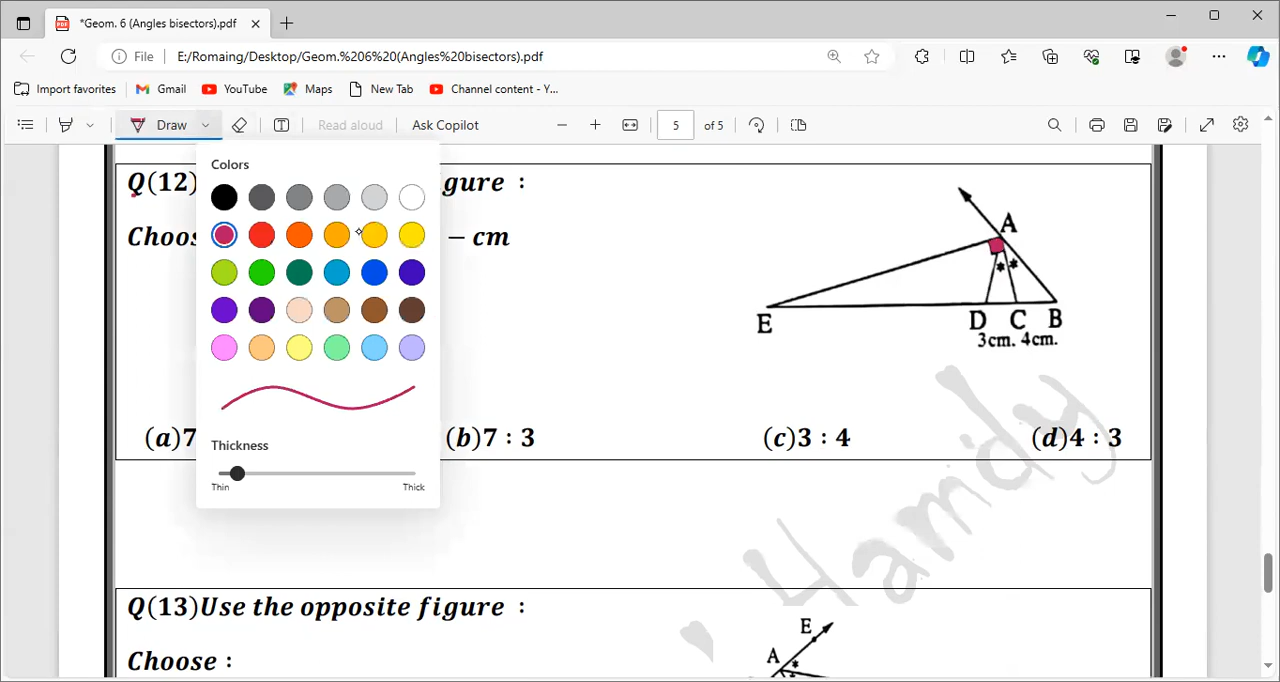 *Geom. 6 (Angles bisectors).pdf
File E:/Romaing/Desktop/Geom.%206%20(Angles%20bisectors).pdf
Import favorites Gmail YouTube Maps New Tab Channel content - Y...
Draw Read aloud Ask Copilot 5 of 5
Colors
Thickness
Thin Thick
Q(12) igure :
Choos – cm
A
E D C B
3cm. 4cm.
(a)7 (b)7 : 3 (c)3 : 4 (d)4 : 3
Hamdy
Q(13)Use the opposite figure :
Choose :
E
A